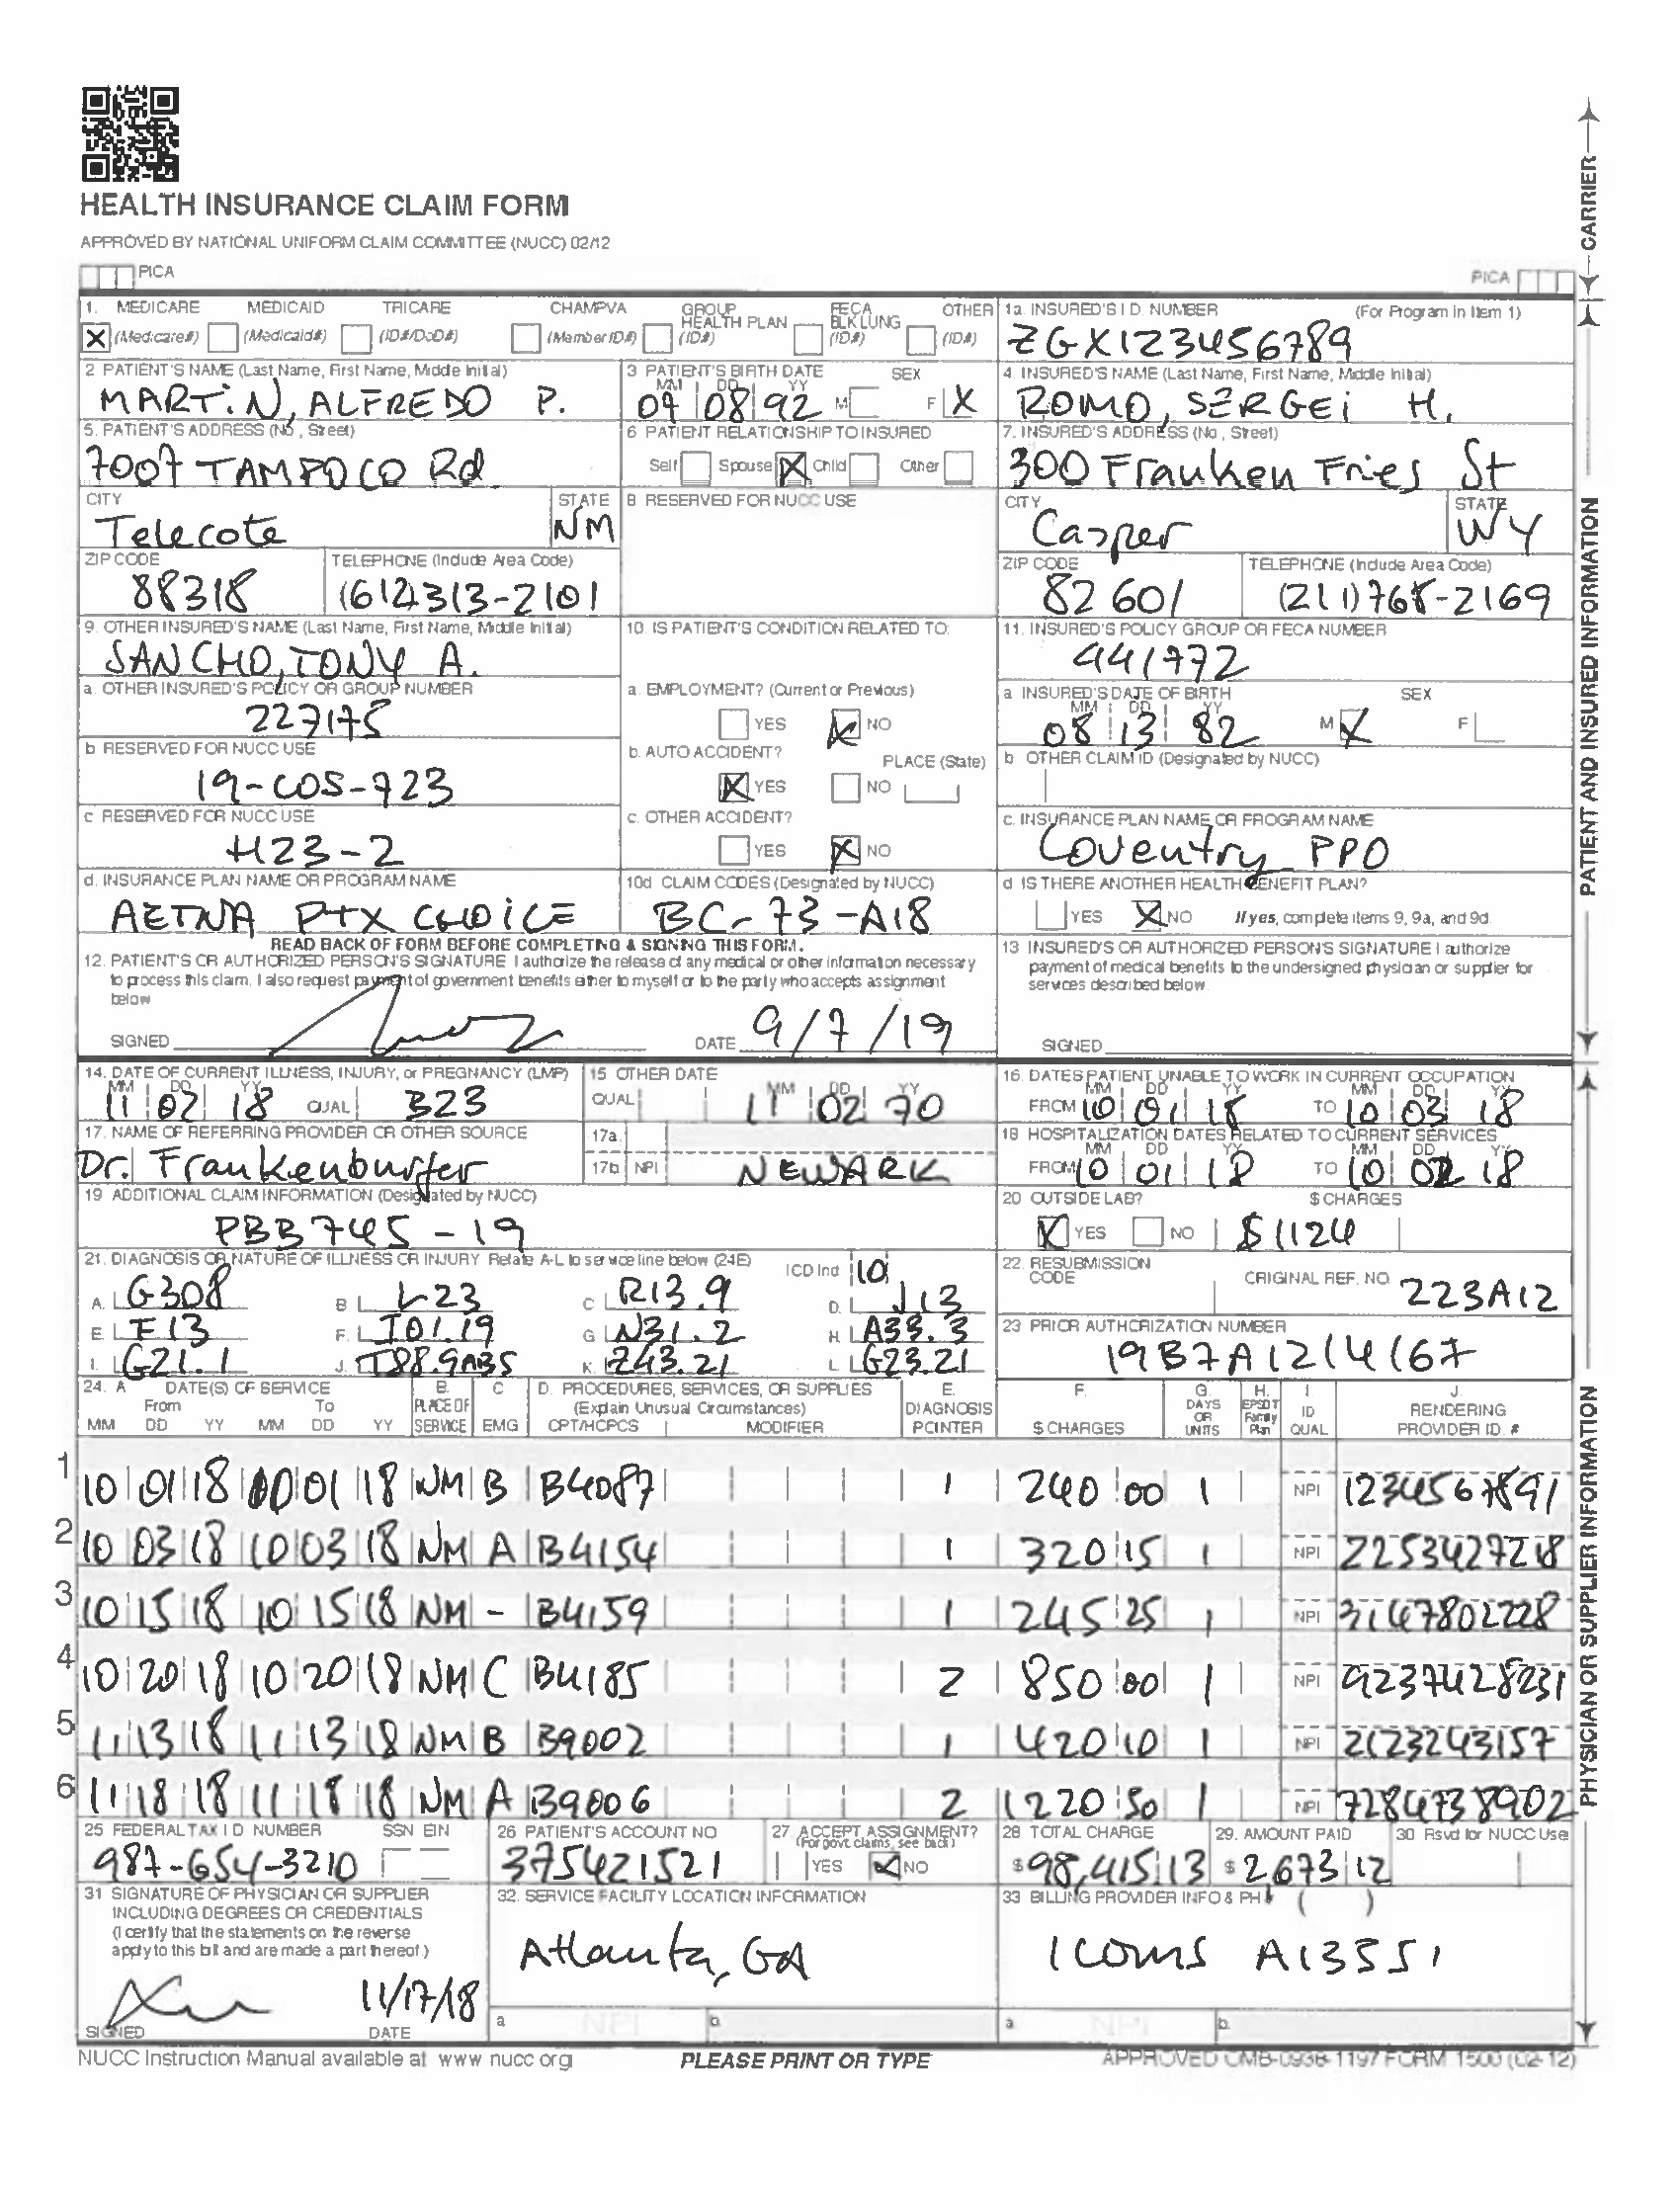 HEALTH INSURANCE CLAIM FORM
APPROVED BY NATIONAL UNIFORM CLAIM COMMITTEE (NUCC) 02/12
PICA PICA
CARRIER
1. MEDICARE MEDICAID TRICARE CHAMPVA GROUP HEALTH PLAN FECA BLK LUNG OTHER
X (Medicare#) (Medicaid#) (ID#/DoD#) (Member ID#) (ID#) (ID#) (ID#)
1a. INSURED'S I.D. NUMBER (For Program in Item 1)
ZGX123456789
2. PATIENT'S NAME (Last Name, First Name, Middle Initial)
MARTIN, ALFREDO P.
3. PATIENT'S BIRTH DATE SEX
MM DD YY
09 08 92 M F X
4. INSURED'S NAME (Last Name, First Name, Middle Initial)
ROMO, SERGEI H.
5. PATIENT'S ADDRESS (No., Street)
7007 TAMPOCO Rd
6. PATIENT RELATIONSHIP TO INSURED
Self Spouse X Child Other
7. INSURED'S ADDRESS (No., Street)
300 Franken Fries St
CITY STATE
Telecote NM
8. RESERVED FOR NUCC USE
CITY STATE
Casper WY
ZIP CODE TELEPHONE (Include Area Code)
88318 (612)313-2101
ZIP CODE TELEPHONE (Include Area Code)
82601 (211)768-2169
9. OTHER INSURED'S NAME (Last Name, First Name, Middle Initial)
SANCHO, TONY A.
10. IS PATIENT'S CONDITION RELATED TO:
11. INSURED'S POLICY GROUP OR FECA NUMBER
441772
a. OTHER INSURED'S POLICY OR GROUP NUMBER
227175
a. EMPLOYMENT? (Current or Previous)
YES X NO
a. INSURED'S DATE OF BIRTH SEX
MM DD YY
08 13 82 M X F
b. RESERVED FOR NUCC USE
19-COS-723
b. AUTO ACCIDENT? PLACE (State)
X YES NO
b. OTHER CLAIM ID (Designated by NUCC)
c. RESERVED FOR NUCC USE
H23-2
c. OTHER ACCIDENT?
YES X NO
c. INSURANCE PLAN NAME OR PROGRAM NAME
Coventry PPO
d. INSURANCE PLAN NAME OR PROGRAM NAME
AETNA PTX CHOICE
10d. CLAIM CODES (Designated by NUCC)
BC-73-A18
d. IS THERE ANOTHER HEALTH BENEFIT PLAN?
YES X NO If yes, complete items 9, 9a, and 9d.
READ BACK OF FORM BEFORE COMPLETING & SIGNING THIS FORM.
12. PATIENT'S OR AUTHORIZED PERSON'S SIGNATURE I authorize the release of any medical or other information necessary
to process this claim. I also request payment of government benefits either to myself or to the party who accepts assignment
below.
SIGNED DATE 9/7/19
13. INSURED'S OR AUTHORIZED PERSON'S SIGNATURE I authorize
payment of medical benefits to the undersigned physician or supplier for
services described below.
SIGNED
PATIENT AND INSURED INFORMATION
14. DATE OF CURRENT ILLNESS, INJURY, or PREGNANCY (LMP)
MM DD YY
11 02 18 QUAL. 323
15. OTHER DATE
QUAL. MM DD YY
11 02 70
16. DATES PATIENT UNABLE TO WORK IN CURRENT OCCUPATION
MM DD YY MM DD YY
FROM 10 01 18 TO 10 03 18
17. NAME OF REFERRING PROVIDER OR OTHER SOURCE
Dr. Frankenburfer
17a.
17b. NPI NEWARK
18. HOSPITALIZATION DATES RELATED TO CURRENT SERVICES
MM DD YY MM DD YY
FROM 10 01 18 TO 10 02 18
19. ADDITIONAL CLAIM INFORMATION (Designated by NUCC)
PBB745-19
20. OUTSIDE LAB? $ CHARGES
X YES NO $1124
21. DIAGNOSIS OR NATURE OF ILLNESS OR INJURY Relate A-L to service line below (24E) ICD Ind. 10
A. G308 B. L23 C. R13.9 D. J13
E. F13 F. I01.19 G. N31.2 H. A33.3
I. G21.1 J. T88.9AB5 K. Z43.21 L. G23.21
22. RESUBMISSION CODE ORIGINAL REF. NO.
223A12
23. PRIOR AUTHORIZATION NUMBER
19B7A1214167
24. A. DATE(S) OF SERVICE B. C. D. PROCEDURES, SERVICES, OR SUPPLIES E. F. G. H. I. J.
From To PLACE OF (Explain Unusual Circumstances) DIAGNOSIS DAYS OR EPSDT Family ID RENDERING
MM DD YY MM DD YY SERVICE EMG CPT/HCPCS MODIFIER POINTER $ CHARGES UNITS Plan QUAL. PROVIDER ID. #
1 10 01 18 10 01 18 NM B B4087 1 240 00 1 NPI 1234567891
2 10 03 18 10 03 18 NM A B4154 1 320 15 1 NPI 2253427218
3 10 15 18 10 15 18 NM - B4159 1 245 25 1 NPI 3147802228
4 10 20 18 10 20 18 NM C B4185 2 850 00 1 NPI 9237428231
5 11 13 18 11 13 18 NM B B9002 1 420 10 1 NPI 2123243157
6 11 18 18 11 18 18 NM A B9006 2 1220 50 1 NPI 7284738902
25. FEDERAL TAX I.D. NUMBER SSN EIN
987-654-3210
26. PATIENT'S ACCOUNT NO.
375421521
27. ACCEPT ASSIGNMENT?
(For govt. claims, see back)
YES X NO
28. TOTAL CHARGE
$ 98,415 13
29. AMOUNT PAID
$ 2,673 12
30. Rsvd for NUCC Use
31. SIGNATURE OF PHYSICIAN OR SUPPLIER
INCLUDING DEGREES OR CREDENTIALS
(I certify that the statements on the reverse
apply to this bill and are made a part thereof.)
11/17/18
SIGNED DATE
32. SERVICE FACILITY LOCATION INFORMATION
Atlanta, GA
a. NPI b.
33. BILLING PROVIDER INFO & PH # ( )
Icoms A13551
a. NPI b.
PHYSICIAN OR SUPPLIER INFORMATION
NUCC Instruction Manual available at: www.nucc.org
PLEASE PRINT OR TYPE
APPROVED OMB-0938-1197 FORM 1500 (02-12)